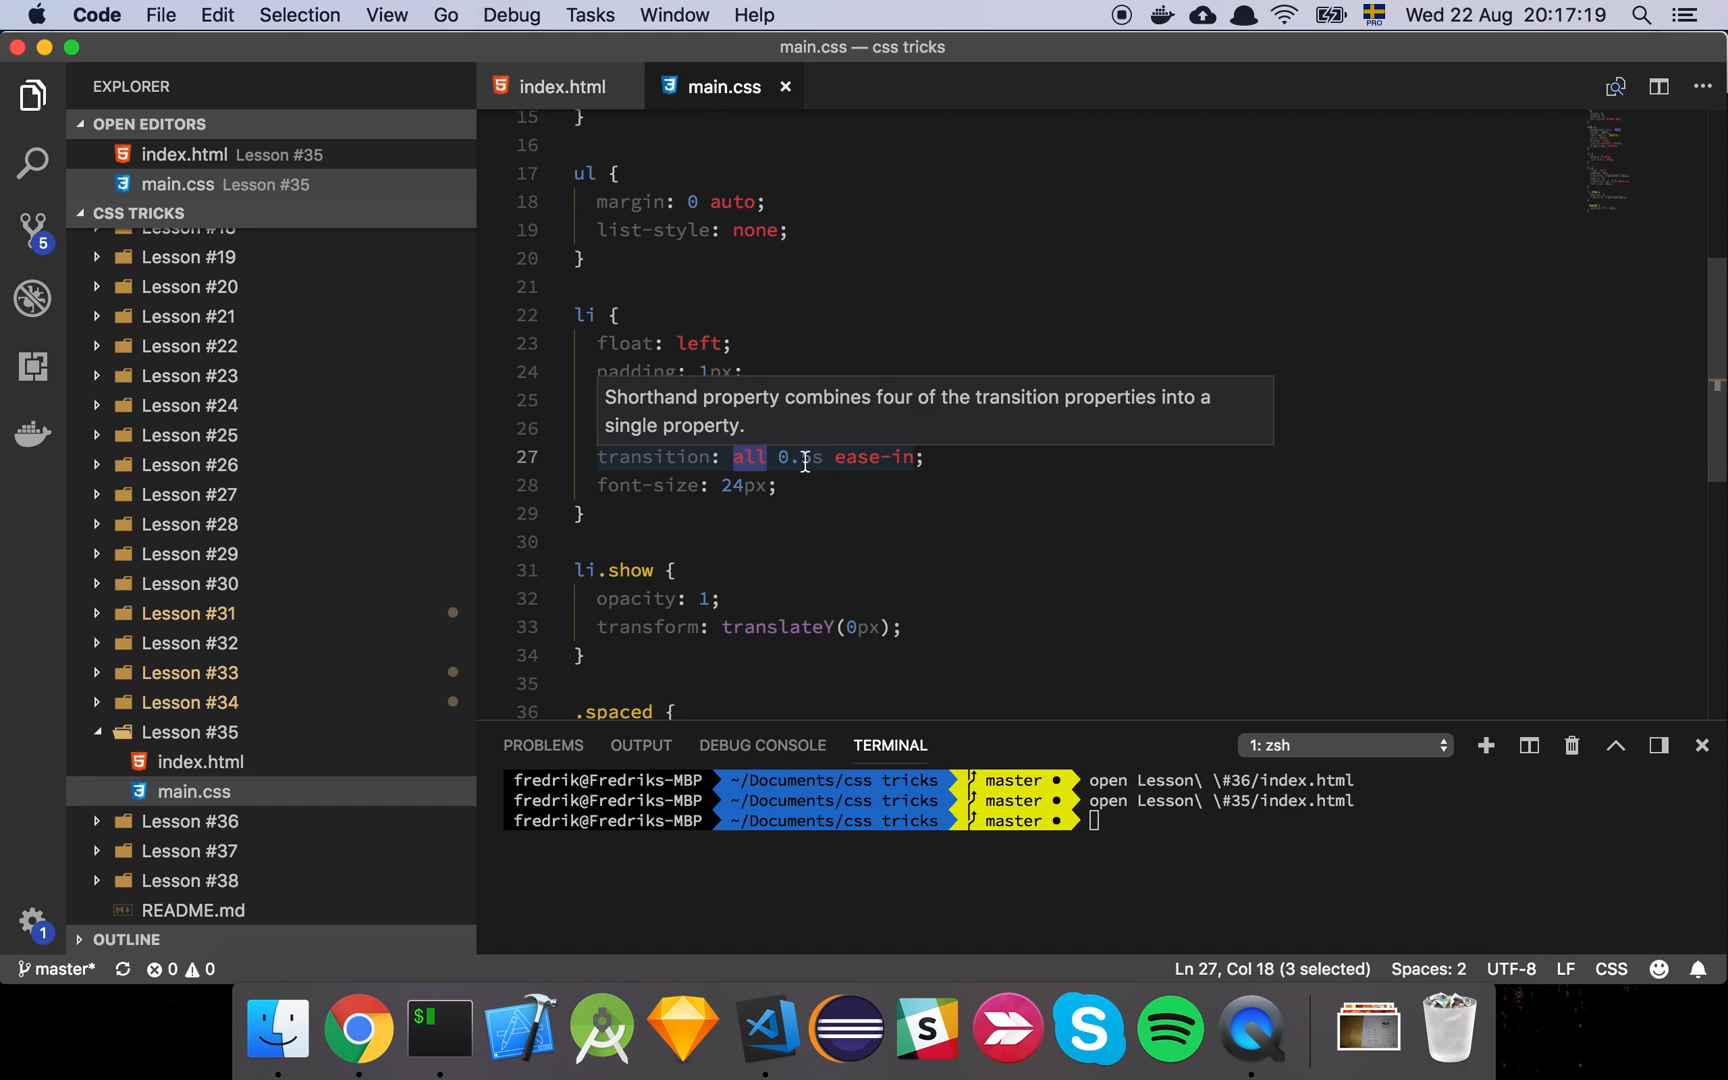 Code File Edit Selection View Go Debug Tasks Window Help PRO Wed 22 Aug 20:17:19
main.css — css tricks
EXPLORER
index.html
main.css ×
OPEN EDITORS
index.html Lesson #35
main.css Lesson #35
CSS TRICKS
Lesson #18
Lesson #19
Lesson #20
Lesson #21
Lesson #22
Lesson #23
Lesson #24
Lesson #25
Lesson #26
Lesson #27
Lesson #28
Lesson #29
Lesson #30
Lesson #31
Lesson #32
Lesson #33
Lesson #34
Lesson #35
index.html
main.css
Lesson #36
Lesson #37
Lesson #38
README.md
OUTLINE
5
1
15 }
16
17 ul {
18 margin: 0 auto;
19 list-style: none;
20 }
21
22 li {
23 float: left;
24 padding: 1px;
25
26
Shorthand property combines four of the transition properties into a
single property.
27 transition: all 0.5s ease-in;
28 font-size: 24px;
29 }
30
31 li.show {
32 opacity: 1;
33 transform: translateY(0px);
34 }
35
36 .spaced {
PROBLEMS OUTPUT DEBUG CONSOLE TERMINAL 1: zsh
fredrik@Fredriks-MBP ~/Documents/css tricks master ● open Lesson\ \#36/index.html
fredrik@Fredriks-MBP ~/Documents/css tricks master ● open Lesson\ \#35/index.html
fredrik@Fredriks-MBP ~/Documents/css tricks master ●
master* 0 0 Ln 27, Col 18 (3 selected) Spaces: 2 UTF-8 LF CSS
$
S